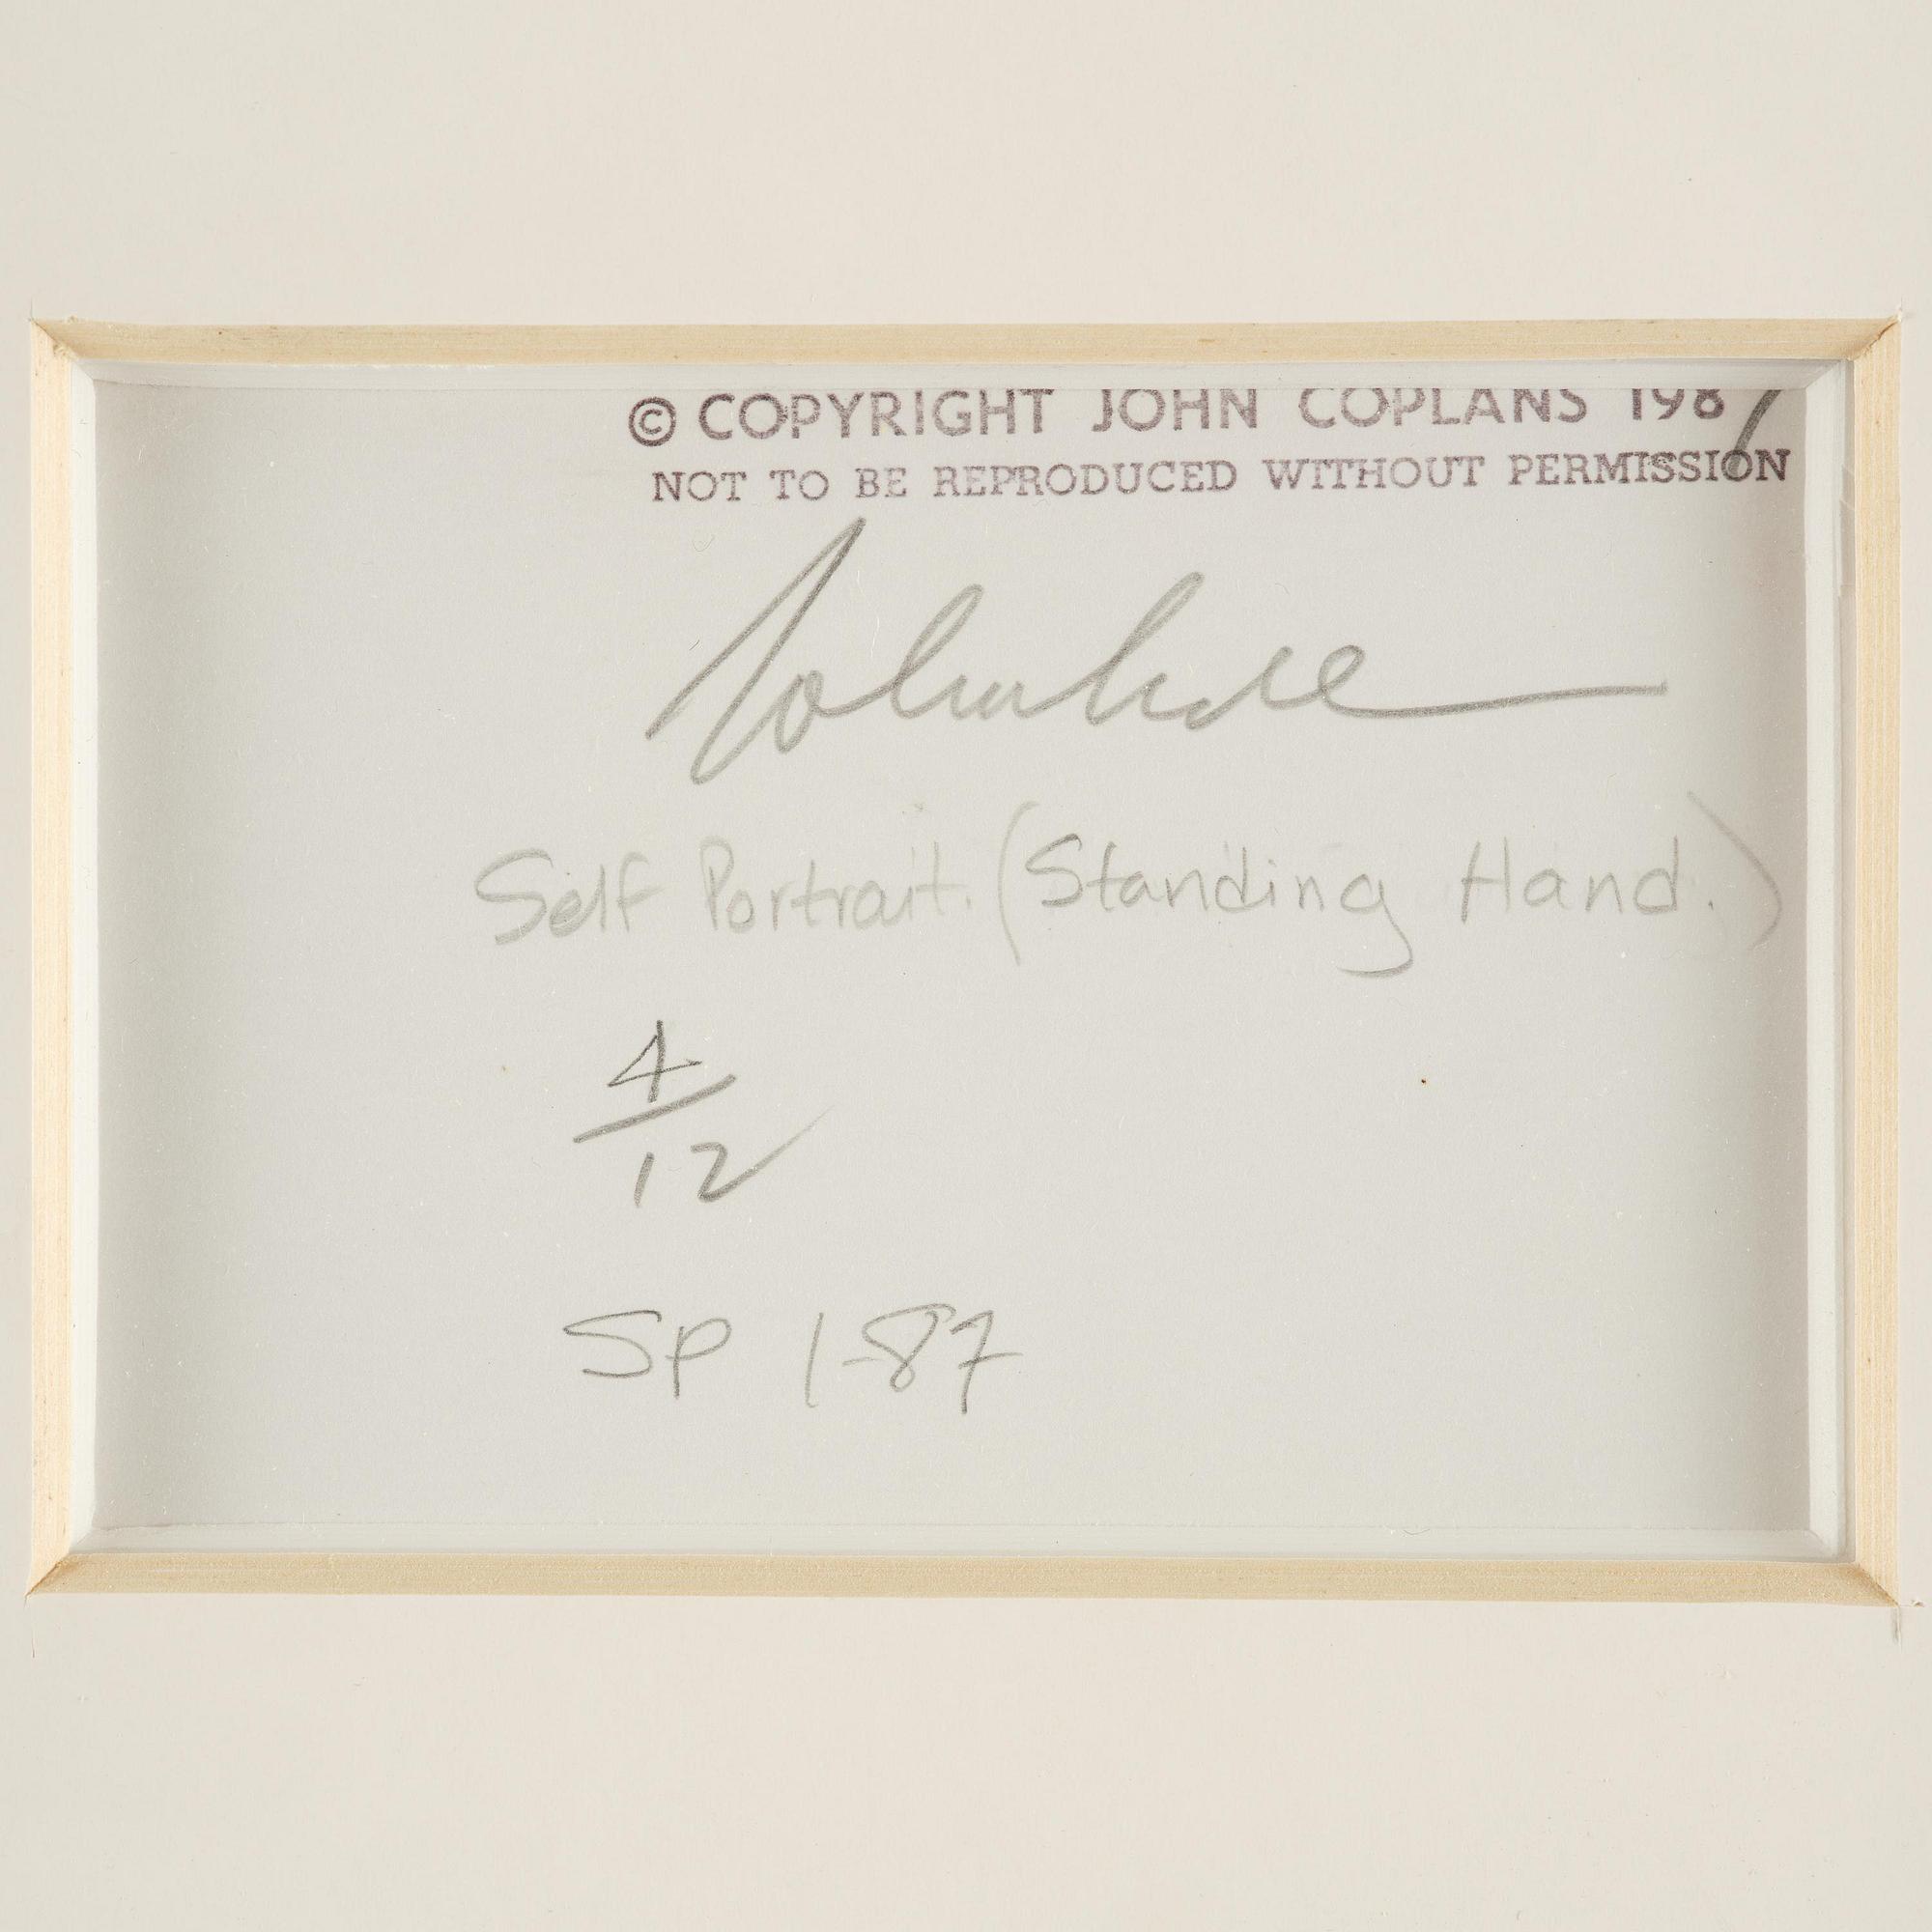 © COPYRIGHT JOHN COPLANS 1987
NOT TO BE REPRODUCED WITHOUT PERMISSION
John
Self Portrait. (Standing Hand.)
4/12
SP 1-87